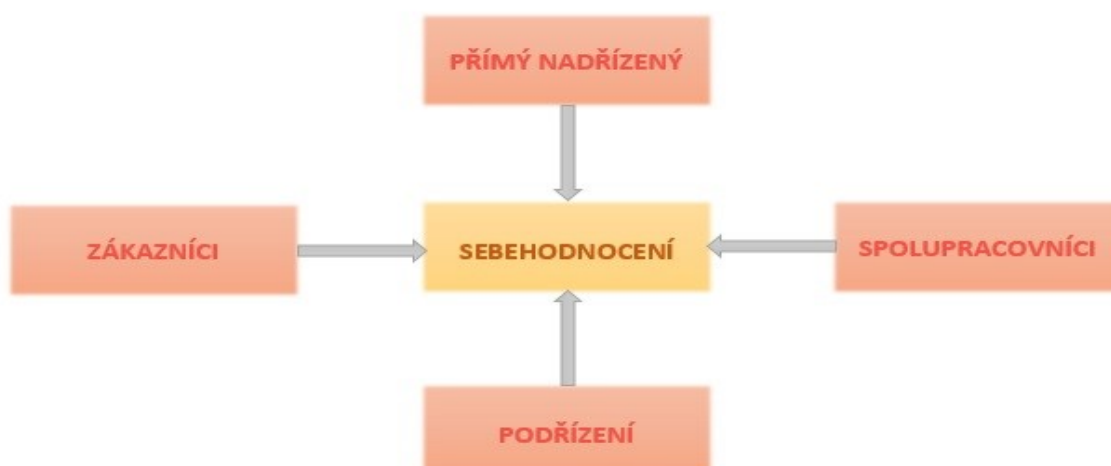 PŘÍMÝ NADŘÍZENÝ
ZÁKAZNÍCI
SEBEHODNOCENÍ
SPOLUPRACOVNÍCI
PODŘÍZENÍ